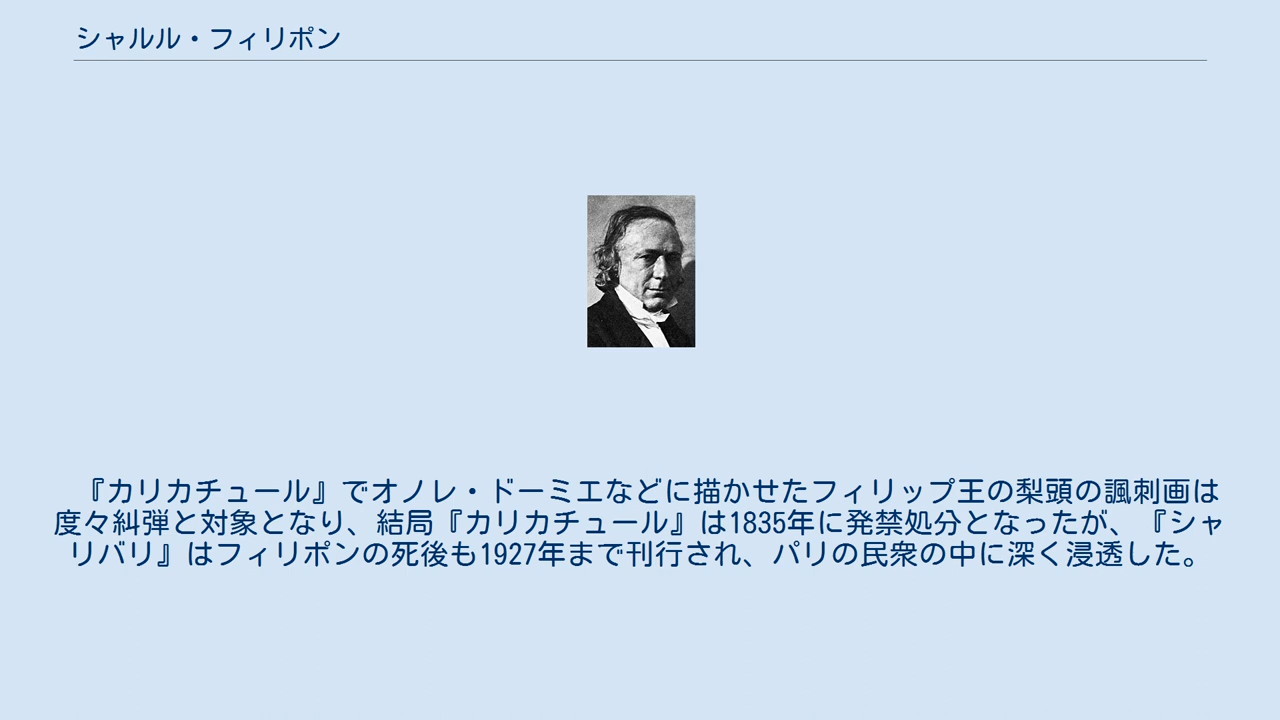 シャルル・フィリポン
『カリカチュール』でオノレ・ドーミエなどに描かせたフィリップ王の梨頭の諷刺画は
度々糾弾と対象となり、結局『カリカチュール』は1835年に発禁処分となったが、『シャ
リバリ』はフィリポンの死後も1927年まで刊行され、パリの民衆の中に深く浸透した。